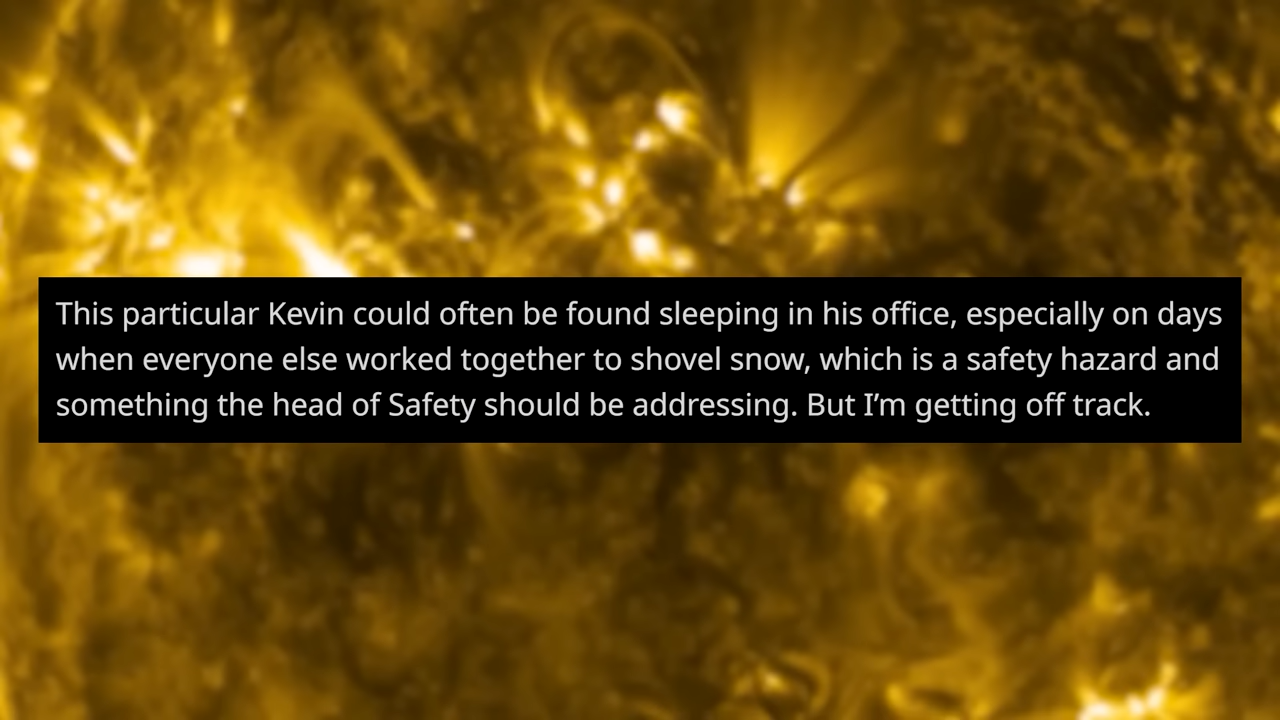 This particular Kevin could often be found sleeping in his office, especially on days
when everyone else worked together to shovel snow, which is a safety hazard and
something the head of Safety should be addressing. But I’m getting off track.